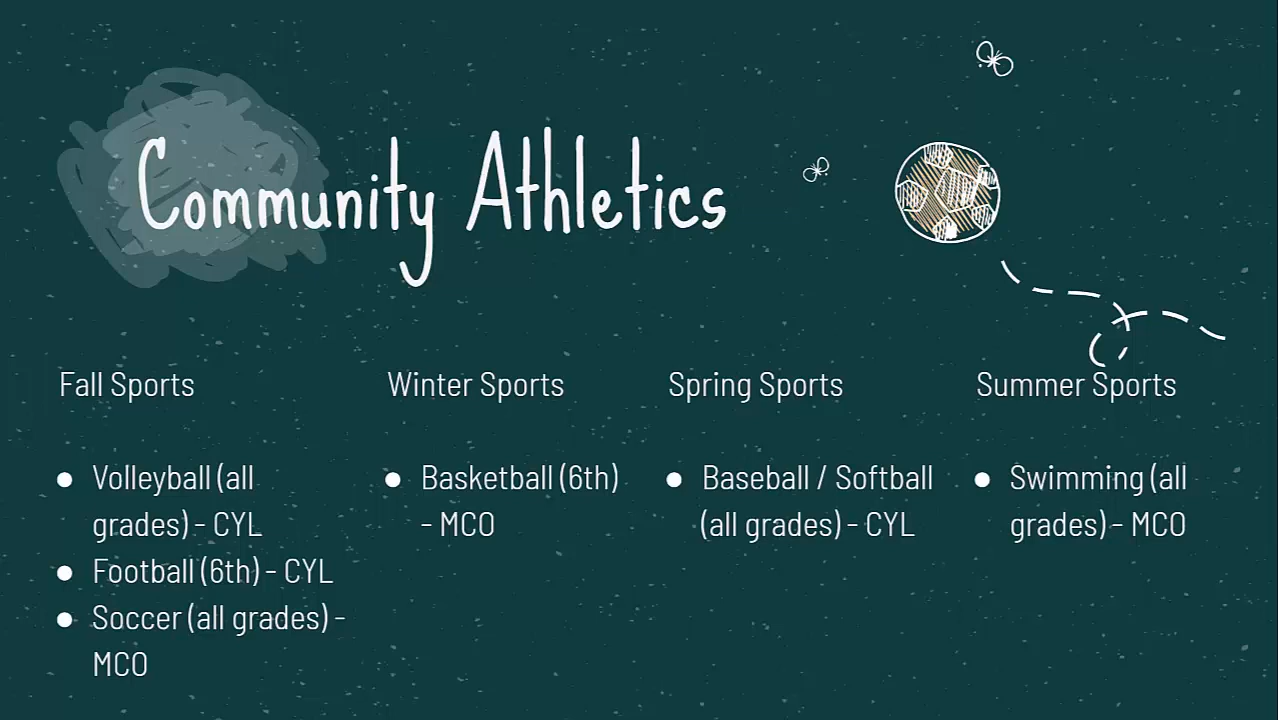 Community Athletics
Fall Sports
● Volleyball (all
grades) - CYL
● Football (6th) - CYL
● Soccer (all grades) -
MCO
Winter Sports
● Basketball (6th)
- MCO
Spring Sports
● Baseball / Softball
(all grades) - CYL
Summer Sports
● Swimming (all
grades) - MCO